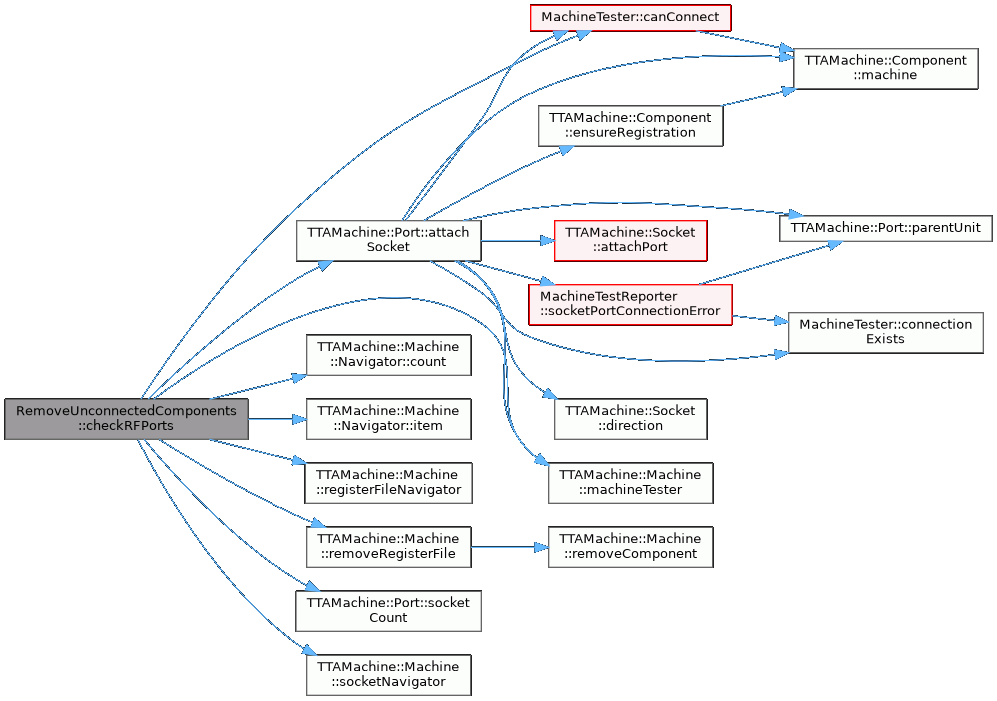 MachineTester::canConnect
TTAMachine::Component
::machine
TTAMachine::Component
::ensureRegistration
TTAMachine::Port::attach
Socket
TTAMachine::Socket
::attachPort
TTAMachine::Port::parentUnit
MachineTestReporter
::socketPortConnectionError
MachineTester::connection
Exists
TTAMachine::Machine
::Navigator::count
RemoveUnconnectedComponents
::checkRFPorts
TTAMachine::Machine
::Navigator::item
TTAMachine::Socket
::direction
TTAMachine::Machine
::registerFileNavigator
TTAMachine::Machine
::machineTester
TTAMachine::Machine
::removeRegisterFile
TTAMachine::Machine
::removeComponent
TTAMachine::Port::socket
Count
TTAMachine::Machine
::socketNavigator